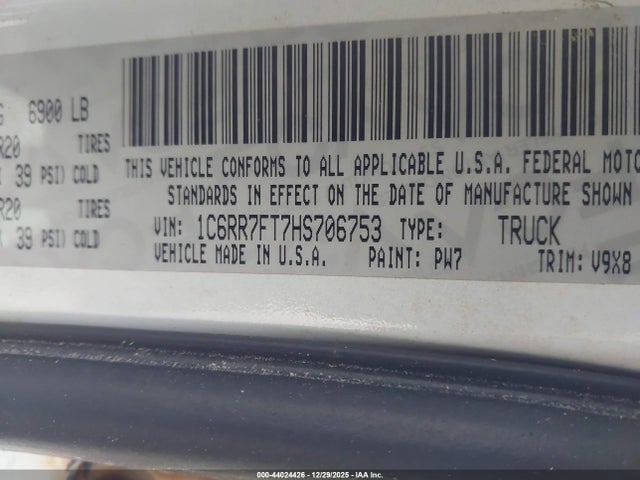 6900 LB
R20 TIRES
39 PSI) COLD
R20 TIRES
39 PSI) COLD
THIS VEHICLE CONFORMS TO ALL APPLICABLE U.S.A. FEDERAL MOTO
STANDARDS IN EFFECT ON THE DATE OF MANUFACTURE SHOWN
VIN: 1C6RR7FT7HS706753 TYPE: TRUCK
VEHICLE MADE IN U.S.A. PAINT: PW7 TRIM: V9X8
000-44024426 - 12/29/2025 - IAA Inc.